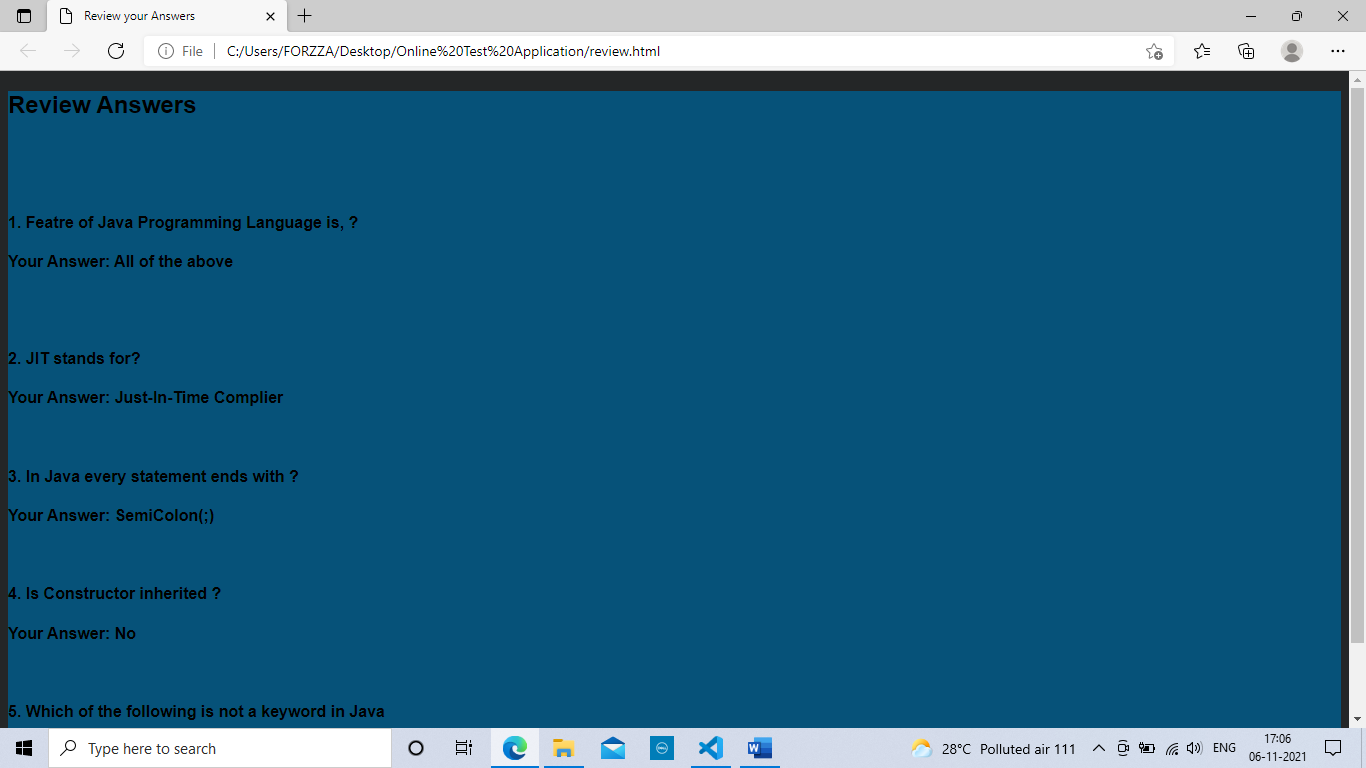 Review your Answers
File
C:/Users/FORZZA/Desktop/Online%20Test%20Application/review.html
Review Answers
1. Featre of Java Programming Language is, ?
Your Answer: All of the above
2. JIT stands for?
Your Answer: Just-In-Time Complier
3. In Java every statement ends with ?
Your Answer: SemiColon(;)
4. Is Constructor inherited ?
Your Answer: No
5. Which of the following is not a keyword in Java
Type here to search
DELL
W
28°C Polluted air 111
ENG
17:06
06-11-2021